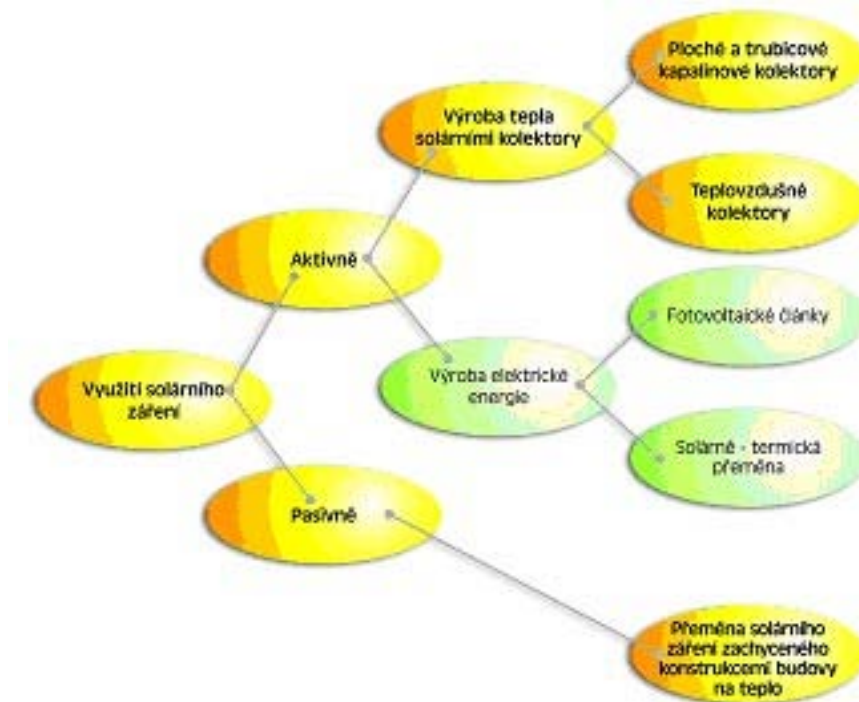 Ploché a trubicové
kapalinové kolektory
Výroba tepla
solárními kolektory
Teplovzdušné
kolektory
Aktivně
Fotovoltaické články
Výroba elektrické
energie
Využití solárního
záření
Solárně - termická
přeměna
Pasivně
Přeměna solárního
záření zachyceného
konstrukcemi budovy
na teplo